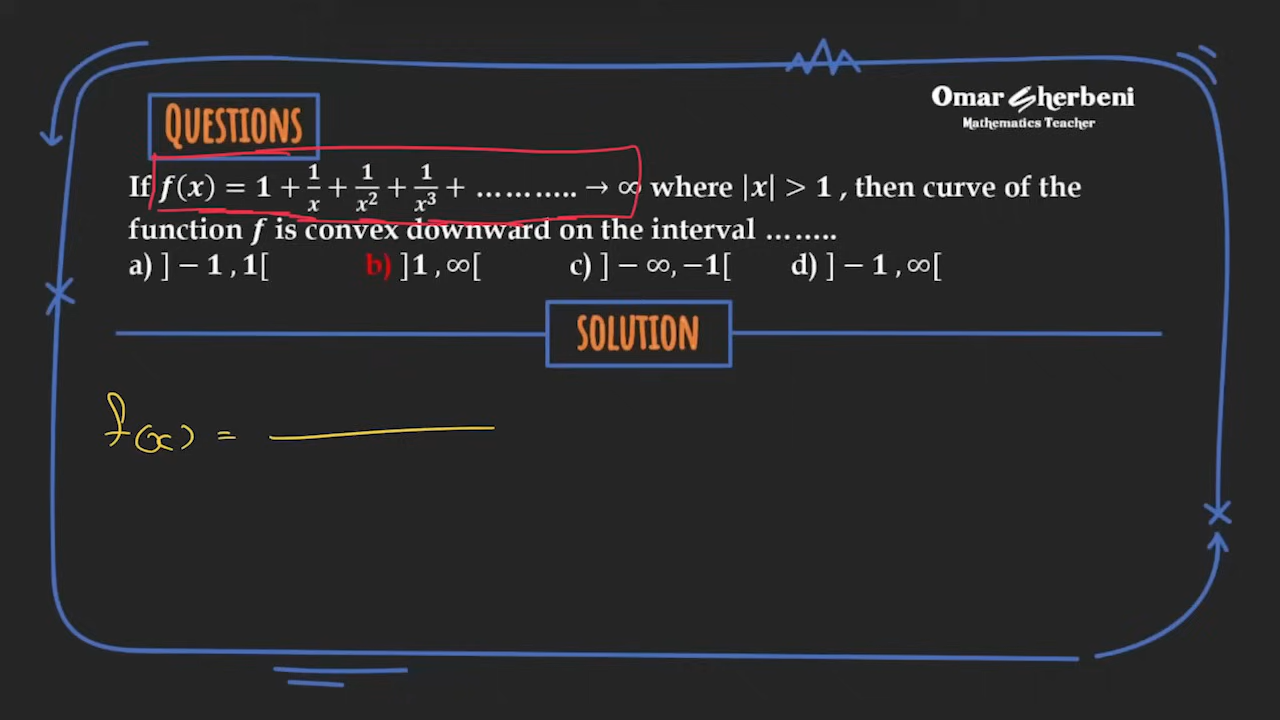 Omar Sherbeni
Mathematics Teacher
QUESTIONS
If f(x) = 1 + 1/x + 1/x² + 1/x³ + ……….. → ∞ where |x| > 1 , then curve of the
function f is convex downward on the interval ……..
a) ] − 1 , 1[ b) ]1 , ∞[ c) ] − ∞, −1[ d) ] − 1 , ∞[
SOLUTION
f(x) =